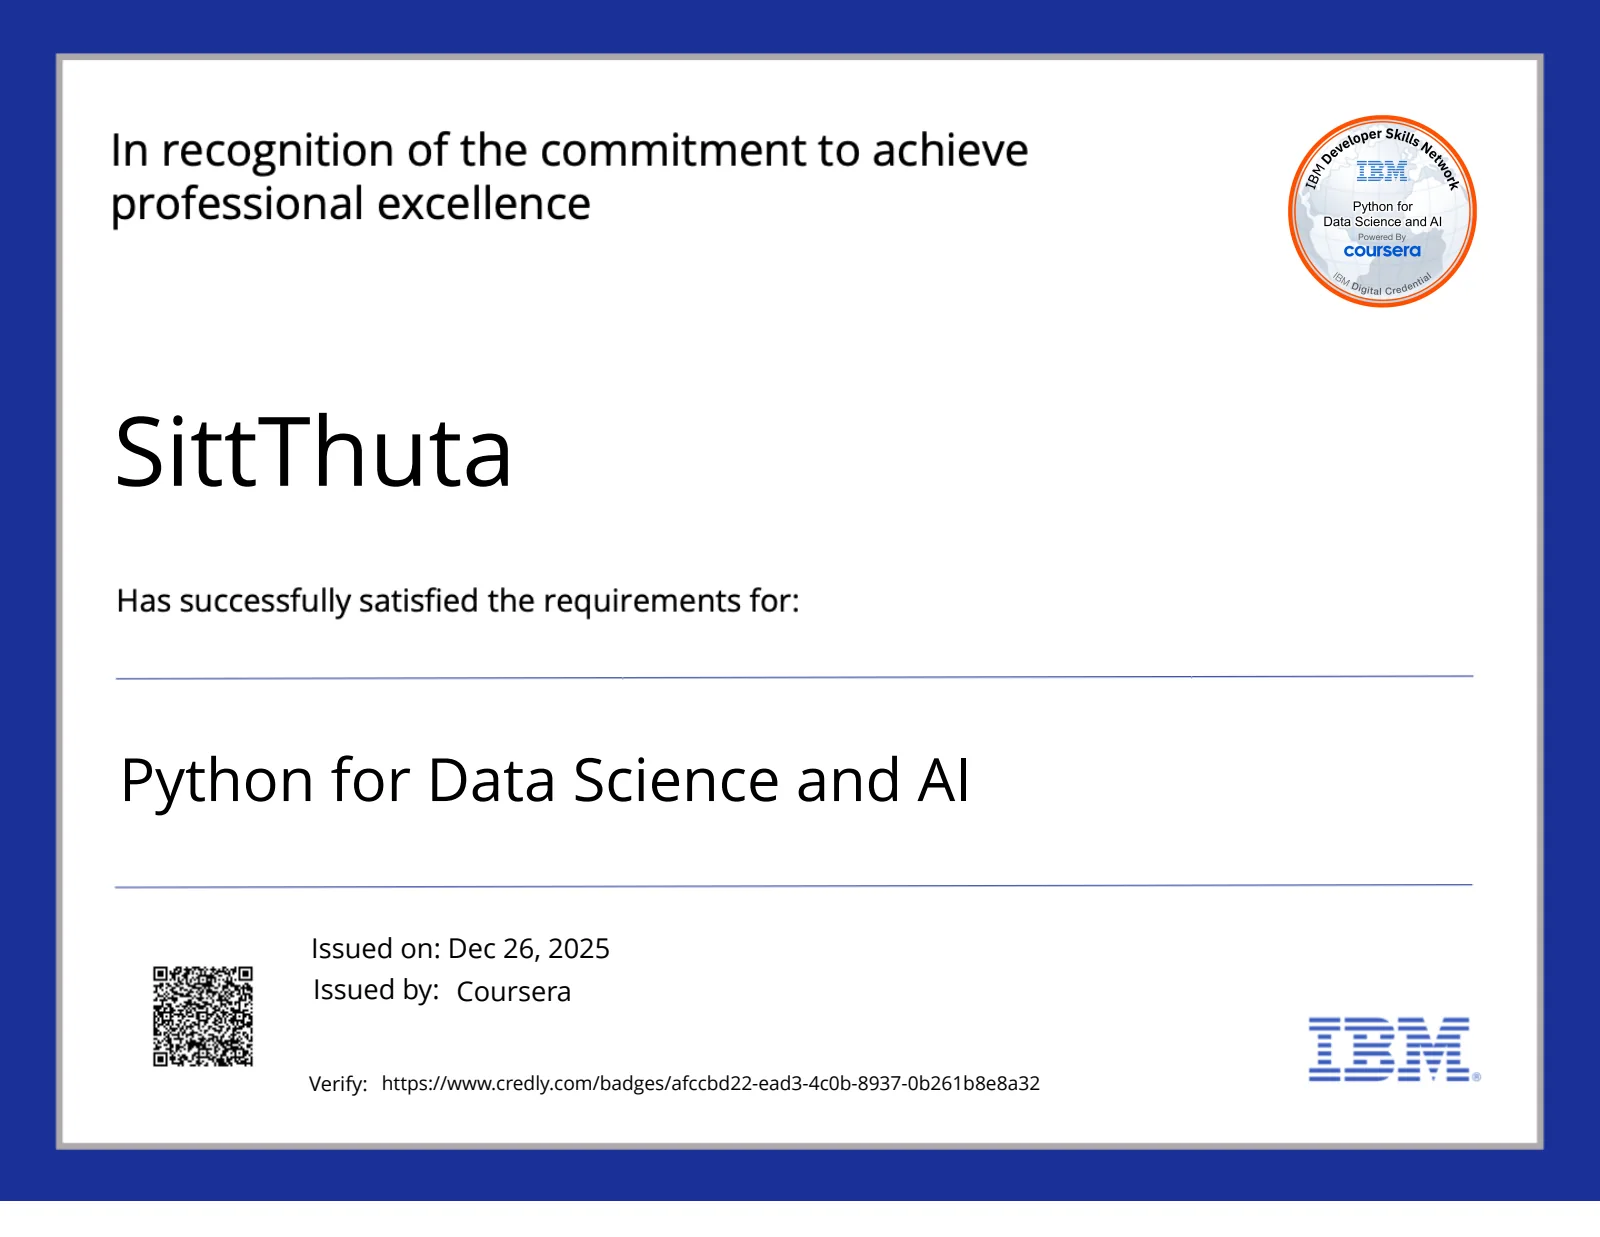 In recognition of the commitment to achieve
professional excellence
IBM Developer Skills Network
IBM
Python for
Data Science and AI
Powered By
coursera
IBM Digital Credential
SittThuta
Has successfully satisfied the requirements for:
Python for Data Science and AI
Issued on: Dec 26, 2025
Issued by: Coursera
IBM®
Verify: https://www.credly.com/badges/afccbd22-ead3-4c0b-8937-0b261b8e8a32